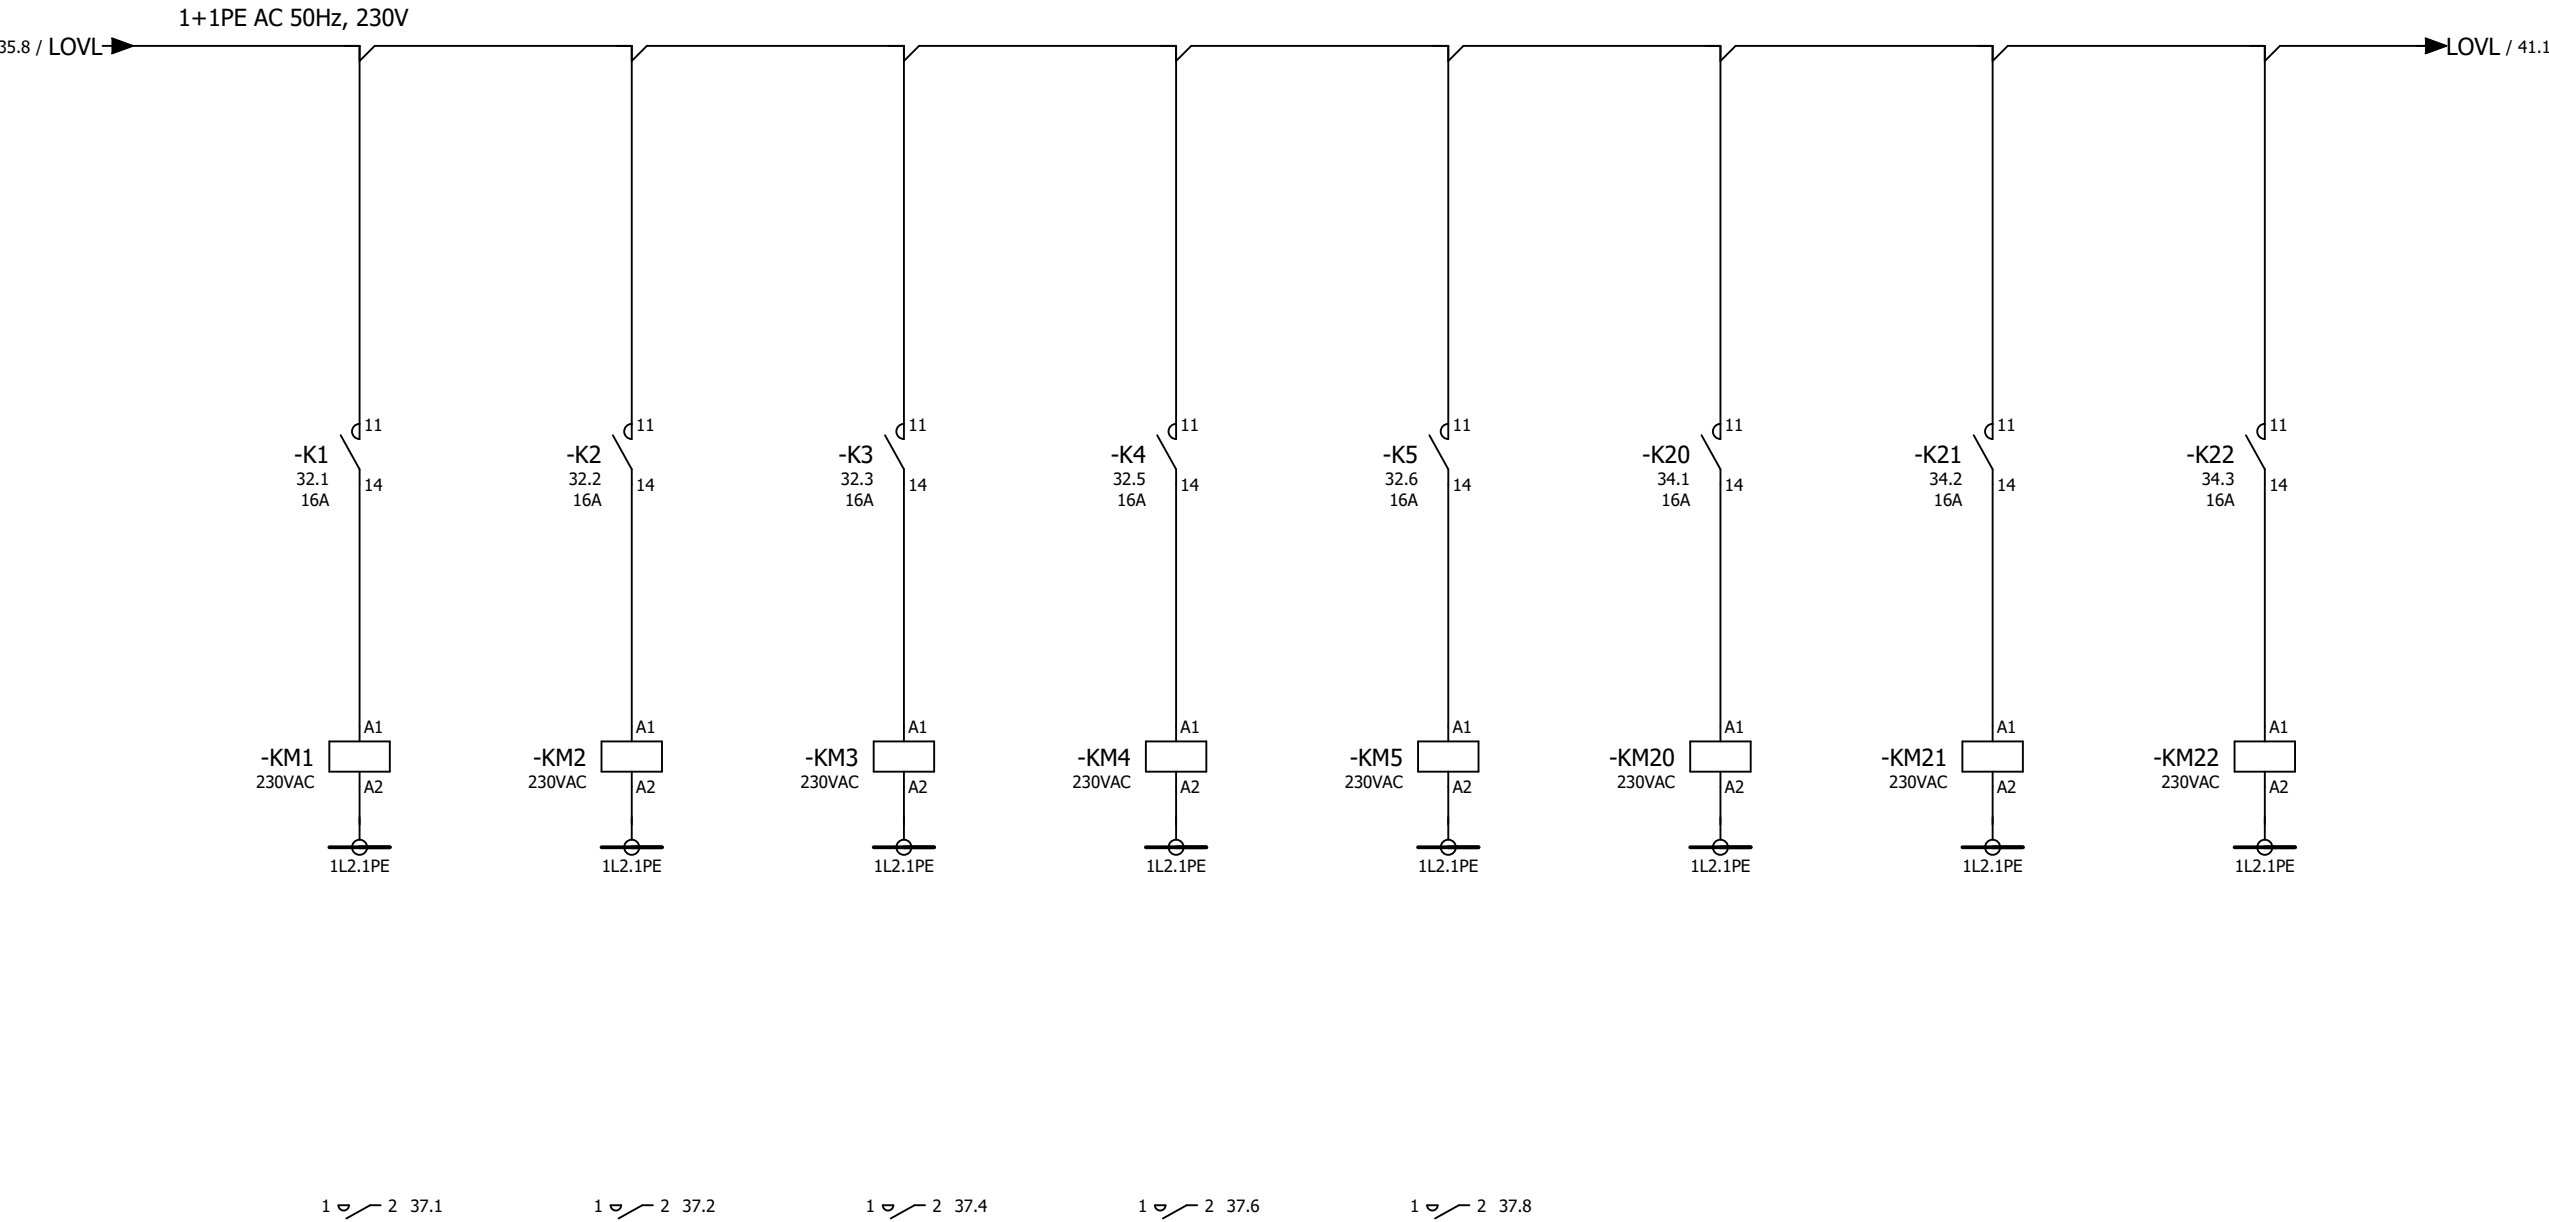 1+1PE AC 50Hz, 230V
35.8 / LOVL LOVL / 41.1
11 11 11 11 11 11 11 11
-K1 -K2 -K3 -K4 -K5 -K20 -K21 -K22
32.1 32.2 32.3 32.5 32.6 34.1 34.2 34.3
14 14 14 14 14 14 14 14
16A 16A 16A 16A 16A 16A 16A 16A
A1 A1 A1 A1 A1 A1 A1 A1
-KM1 -KM2 -KM3 -KM4 -KM5 -KM20 -KM21 -KM22
230VAC 230VAC 230VAC 230VAC 230VAC 230VAC 230VAC 230VAC
A2 A2 A2 A2 A2 A2 A2 A2
1L2.1PE 1L2.1PE 1L2.1PE 1L2.1PE 1L2.1PE 1L2.1PE 1L2.1PE 1L2.1PE
1 2 37.1 1 2 37.2 1 2 37.4 1 2 37.6 1 2 37.8